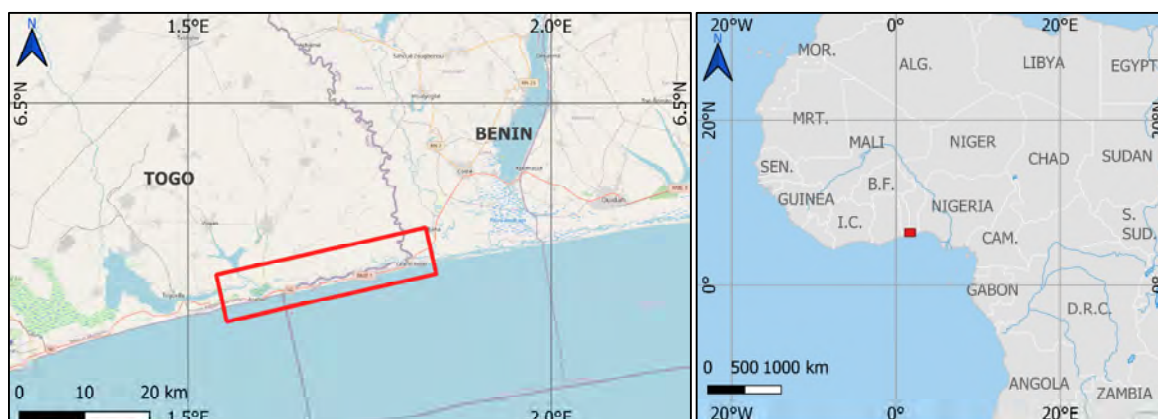 N
1.5°E
2.0°E
6.5°N
6.5°N
BENIN
TOGO
0
10
20 km
1.5°E
2.0°E
20°W
0°
20°E
N
MOR.
ALG.
LIBYA
EGYPT
20°N
20°N
MRT.
MALI
NIGER
CHAD
SUDAN
SEN.
B.F.
GUINEA
NIGERIA
I.C.
S.
SUD.
CAM.
0°
0°
GABON
D.R.C.
0
500
1000 km
ANGOLA
ZAMBIA
20°W
0°
20°E